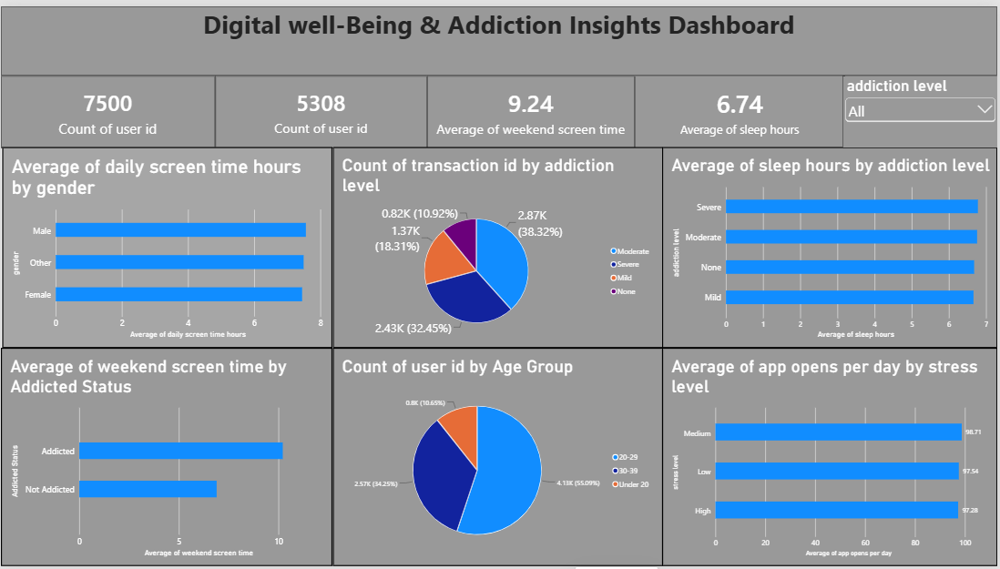 Digital well-Being & Addiction Insights Dashboard
7500
Count of user id
5308
Count of user id
9.24
Average of weekend screen time
6.74
Average of sleep hours
addiction level
All
Average of daily screen time hours
by gender
gender
Male
Other
Female
0 2 4 6 8
Average of daily screen time hours
Count of transaction id by addiction
level
0.82K (10.92%)
1.37K
(18.31%)
2.87K
(38.32%)
2.43K (32.45%)
Moderate
Severe
Mild
None
Average of sleep hours by addiction level
addiction level
Severe
Moderate
None
Mild
0 1 2 3 4 5 6 7
Average of sleep hours
Average of weekend screen time by
Addicted Status
Addicted Status
Addicted
Not Addicted
0 5 10
Average of weekend screen time
Count of user id by Age Group
0.8K (10.65%)
2.57K (34.25%)
4.13K (55.09%)
20-29
30-39
Under 20
Average of app opens per day by stress
level
stress level
Medium 98.71
Low 97.54
High 97.28
0 20 40 60 80 100
Average of app opens per day